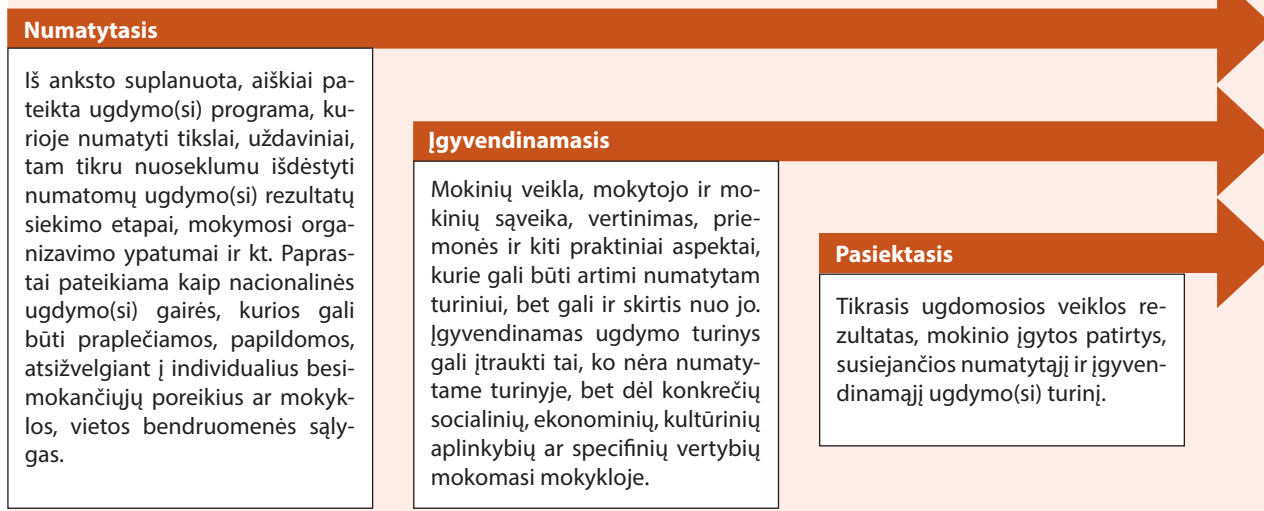 Numatytasis
Iš anksto suplanuota, aiškiai pa-
teikta ugdymo(si) programa, ku-
rioje numatyti tikslai, uždaviniai,
tam tikru nuoseklumu išdėstyti
numatomų ugdymo(si) rezultatų
siekimo etapai, mokymosi orga-
nizavimo ypatumai ir kt. Papras-
tai pateikiama kaip nacionalinės
ugdymo(si) gairės, kurios gali
būti praplečiamos, papildomos,
atsižvelgiant į individualius besi-
mokančiųjų poreikius ar mokyk-
los, vietos bendruomenės sąly-
gas.
Įgyvendinamasis
Mokinių veikla, mokytojo ir mo-
kinių sąveika, vertinimas, prie-
monės ir kiti praktiniai aspektai,
kurie gali būti artimi numatytam
turiniui, bet gali ir skirtis nuo jo.
Įgyvendinamas ugdymo turinys
gali įtraukti tai, ko nėra numaty-
tame turinyje, bet dėl konkrečių
socialinių, ekonominių, kultūrinių
aplinkybių ar specifinių vertybių
mokomasi mokykloje.
Pasiektasis
Tikrasis ugdomosios veiklos re-
zultatas, mokinio įgytos patirtys,
susiejančios numatytąjį ir įgyven-
dinamąjį ugdymo(si) turinį.